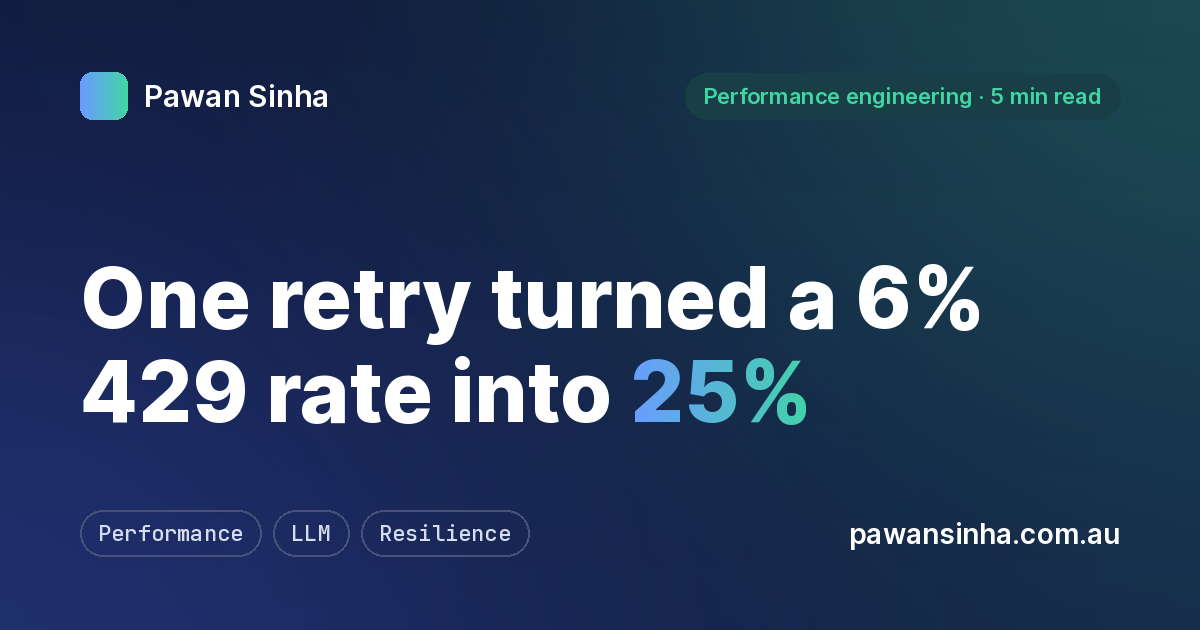 Pawan Sinha
Performance engineering · 5 min read
One retry turned a 6%
429 rate into 25%
Performance
LLM
Resilience
pawansinha.com.au